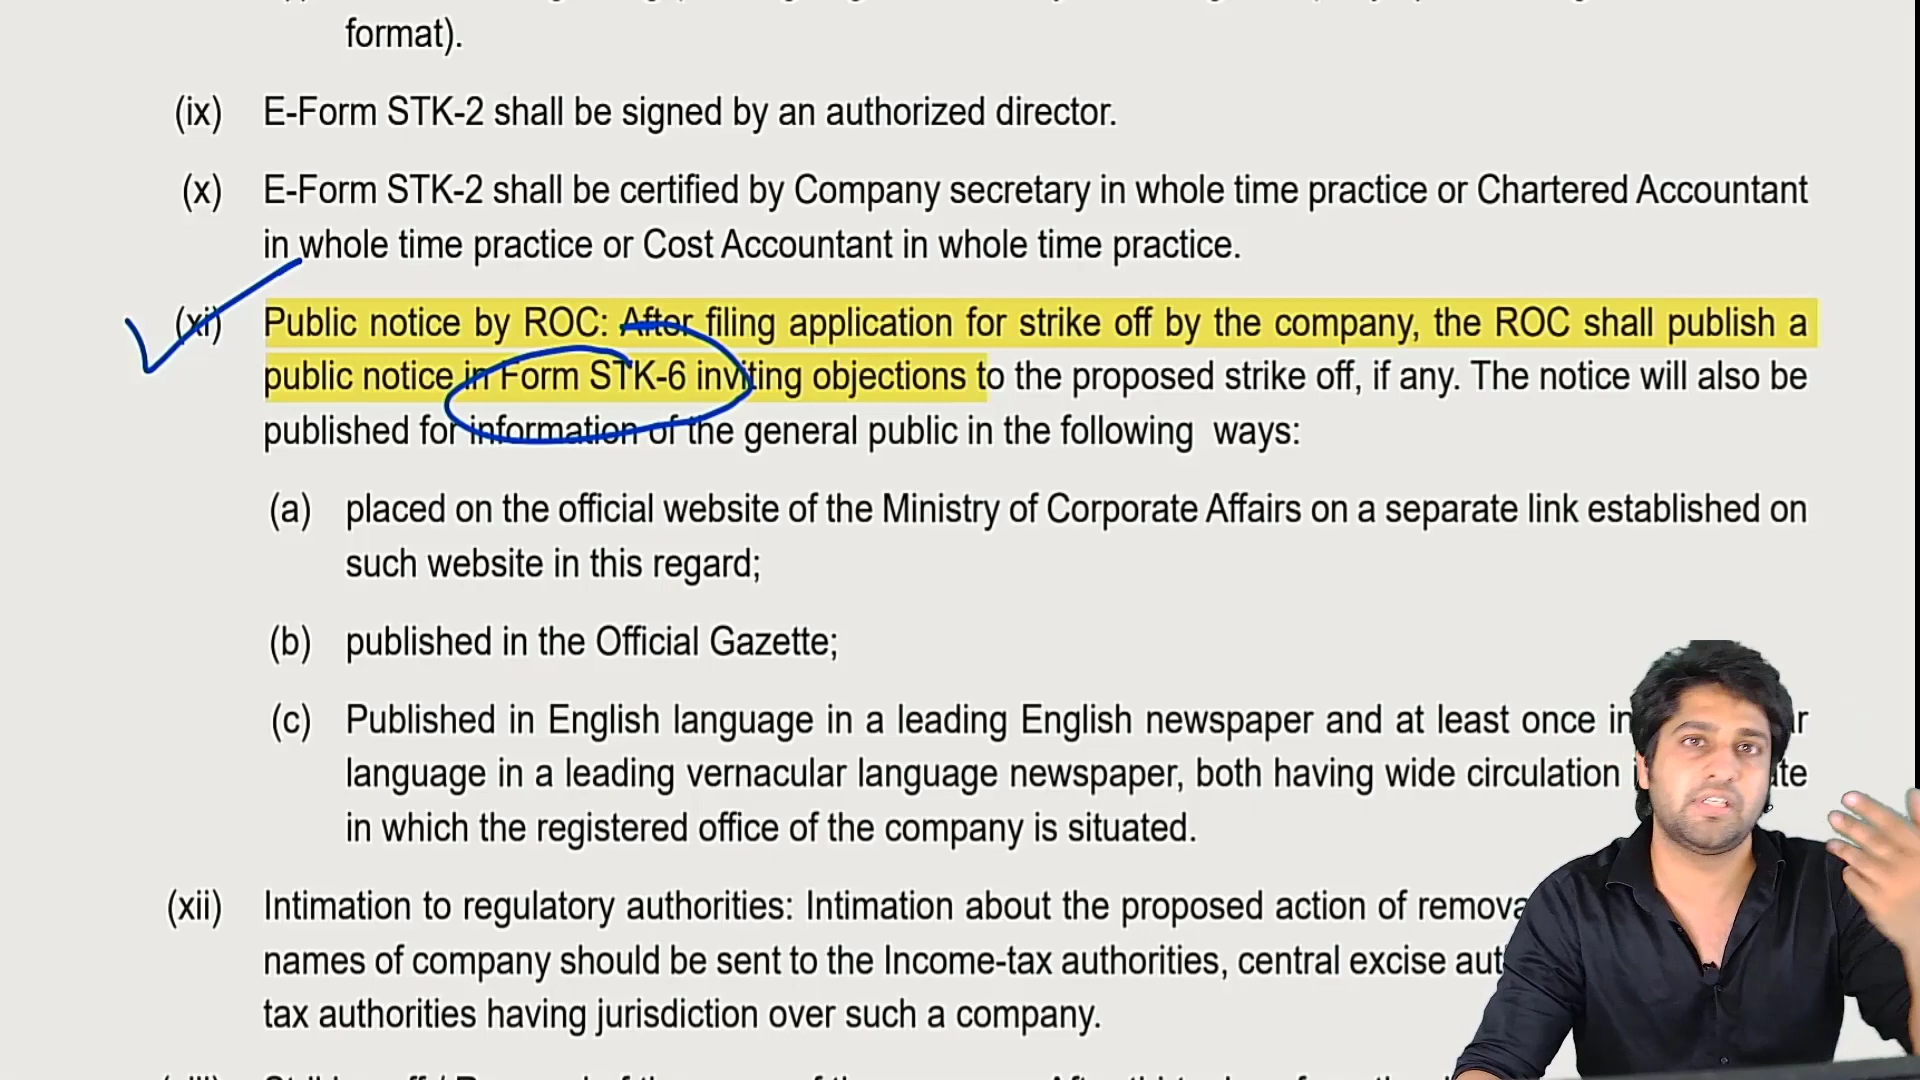 format).
(ix) E-Form STK-2 shall be signed by an authorized director.
(x) E-Form STK-2 shall be certified by Company secretary in whole time practice or Chartered Accountant
in whole time practice or Cost Accountant in whole time practice.
(xi) Public notice by ROC: After filing application for strike off by the company, the ROC shall publish a
public notice in Form STK-6 inviting objections to the proposed strike off, if any. The notice will also be
published for information of the general public in the following ways:
(a) placed on the official website of the Ministry of Corporate Affairs on a separate link established on
such website in this regard;
(b) published in the Official Gazette;
(c) Published in English language in a leading English newspaper and at least once in
language in a leading vernacular language newspaper, both having wide circulation
in which the registered office of the company is situated.
(xii) Intimation to regulatory authorities: Intimation about the proposed action of
names of company should be sent to the Income-tax authorities, central excise
tax authorities having jurisdiction over such a company.